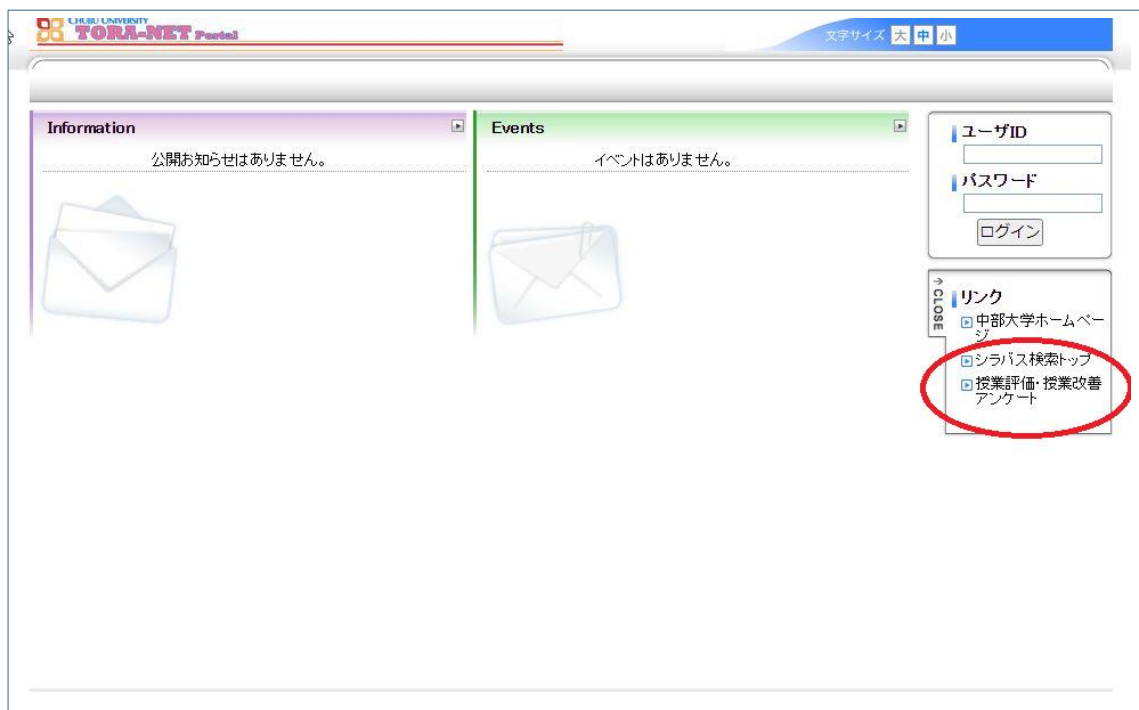 CHUBU UNIVERSITY
TORA-NET Portal
文字サイズ 大 中 小
Information
公開お知らせはありません。
Events
イベントはありません。
ユーザID
パスワード
ログイン
CLOSE
リンク
中部大学ホームペー
ジ
シラバス検索トップ
授業評価・授業改善
アンケート